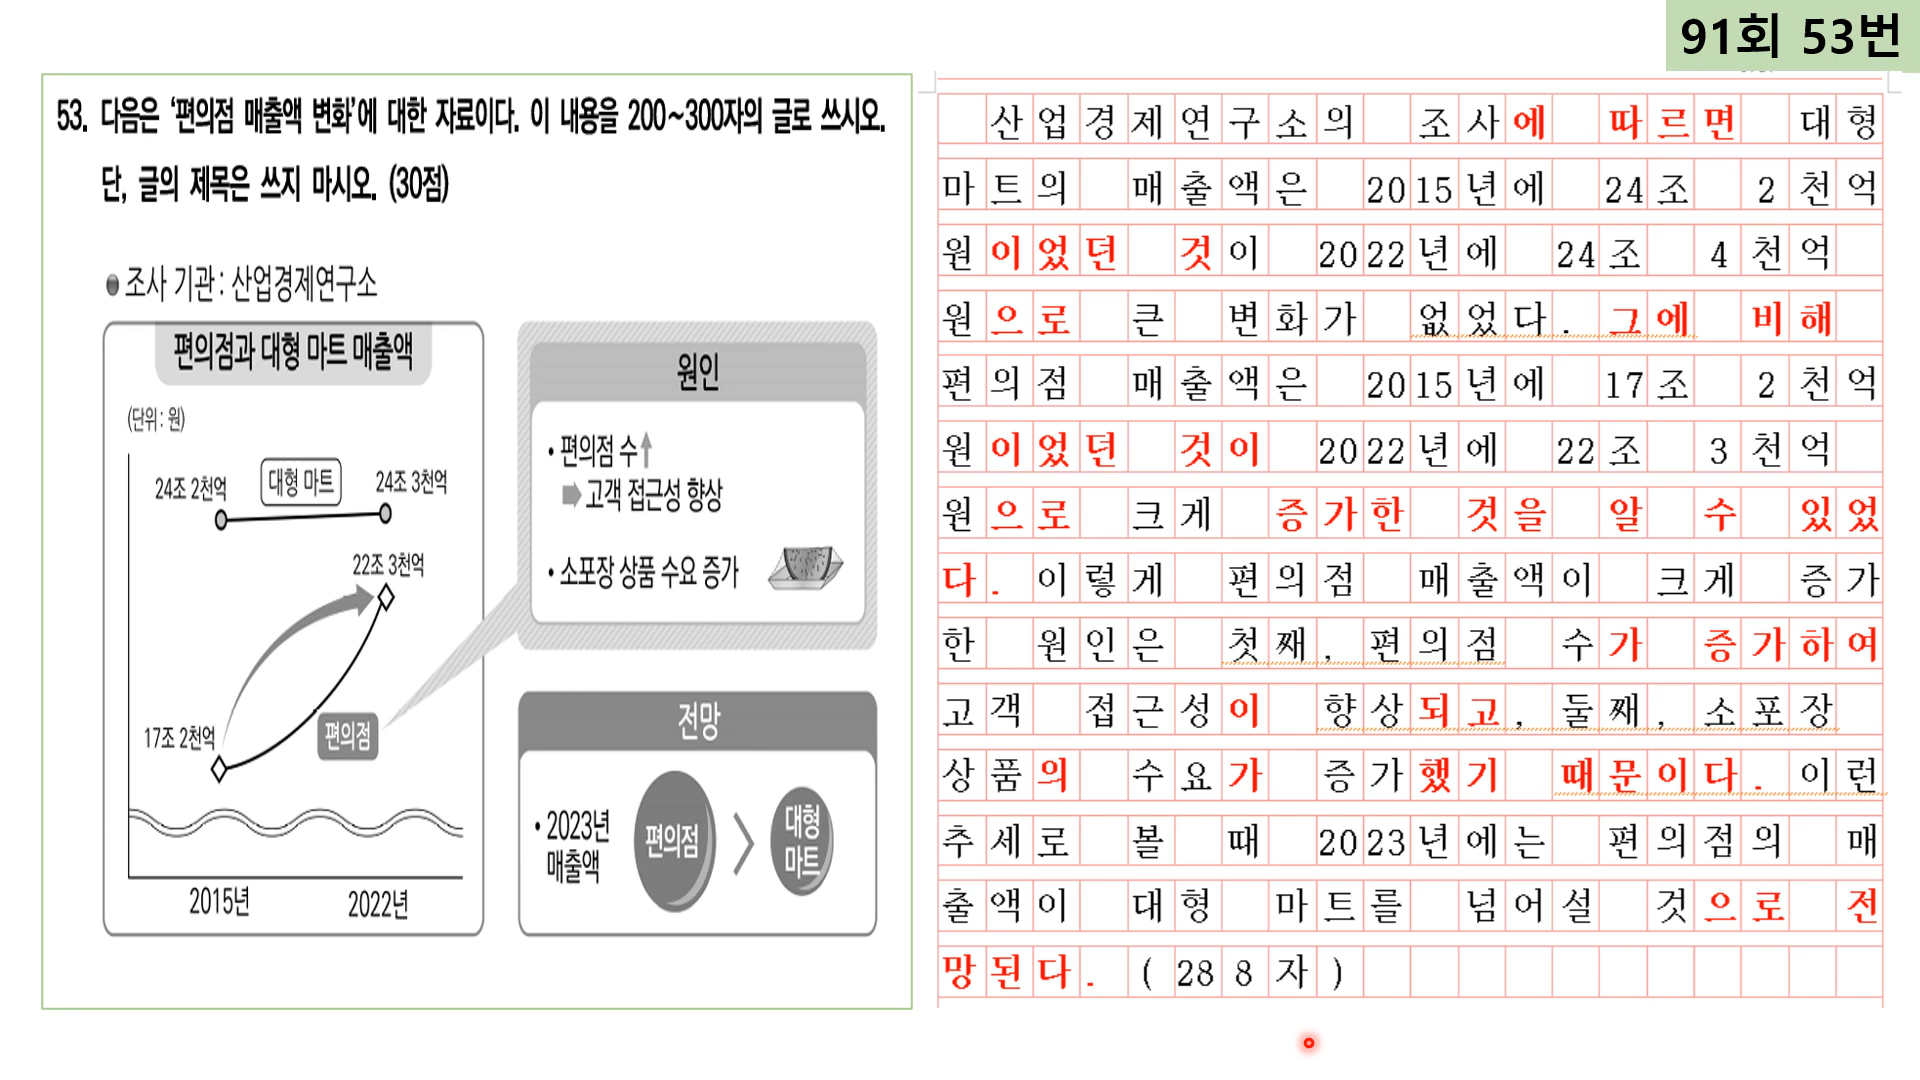 91회 53번
53. 다음은 ‘편의점 매출액 변화’에 대한 자료이다. 이 내용을 200~300자의 글로 쓰시오.
단, 글의 제목은 쓰지 마시오. (30점)
조사 기관 : 산업경제연구소
편의점과 대형 마트 매출액
(단위 : 원)
24조 2천억
대형 마트
24조 3천억
22조 3천억
17조 2천억
편의점
2015년
2022년
원인
• 편의점 수↑
➡ 고객 접근성 향상
• 소포장 상품 수요 증가
전망
• 2023년
매출액
편의점
>
대형
마트
산업경제연구소의 조사에 따르면 대형
마트의 매출액은 2015년에 24조 2천억
원이었던 것이 2022년에 24조 4천억
원으로 큰 변화가 없었다. 그에 비해
편의점 매출액은 2015년에 17조 2천억
원이었던 것이 2022년에 22조 3천억
원으로 크게 증가한 것을 알 수 있었
다. 이렇게 편의점 매출액이 크게 증가
한 원인은 첫째, 편의점 수가 증가하여
고객 접근성이 향상되고, 둘째, 소포장
상품의 수요가 증가했기 때문이다. 이런
추세로 볼 때 2023년에는 편의점의 매
출액이 대형 마트를 넘어설 것으로 전
망된다. (288자)